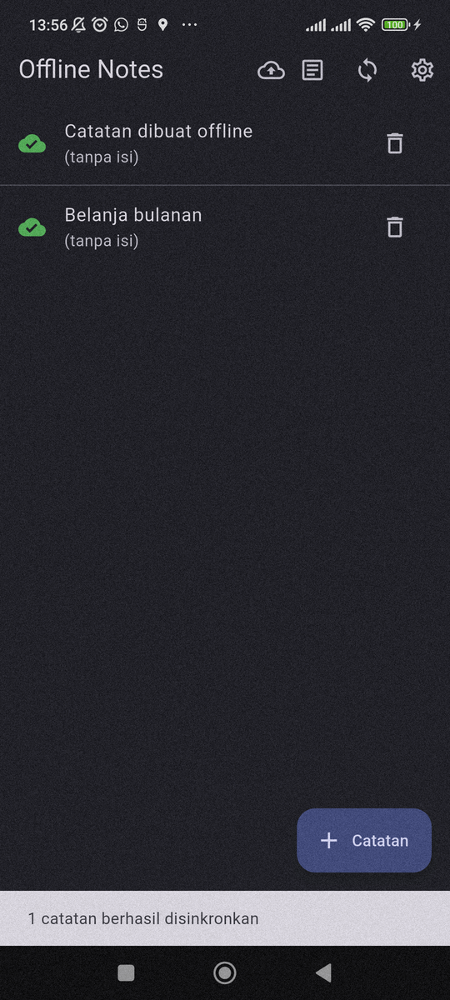 13:56
100
Offline Notes
Catatan dibuat offline
(tanpa isi)
Belanja bulanan
(tanpa isi)
Catatan
1 catatan berhasil disinkronkan